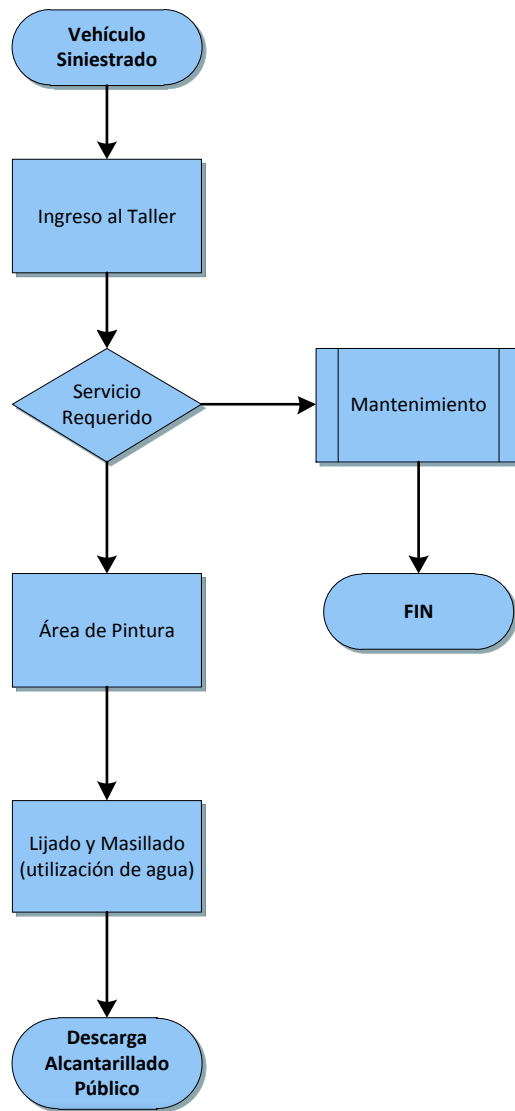 Vehículo
Siniestrado
Ingreso al Taller
Servicio
Requerido
Mantenimiento
Área de Pintura
FIN
Lijado y Masillado
(utilización de agua)
Descarga
Alcantarillado
Público